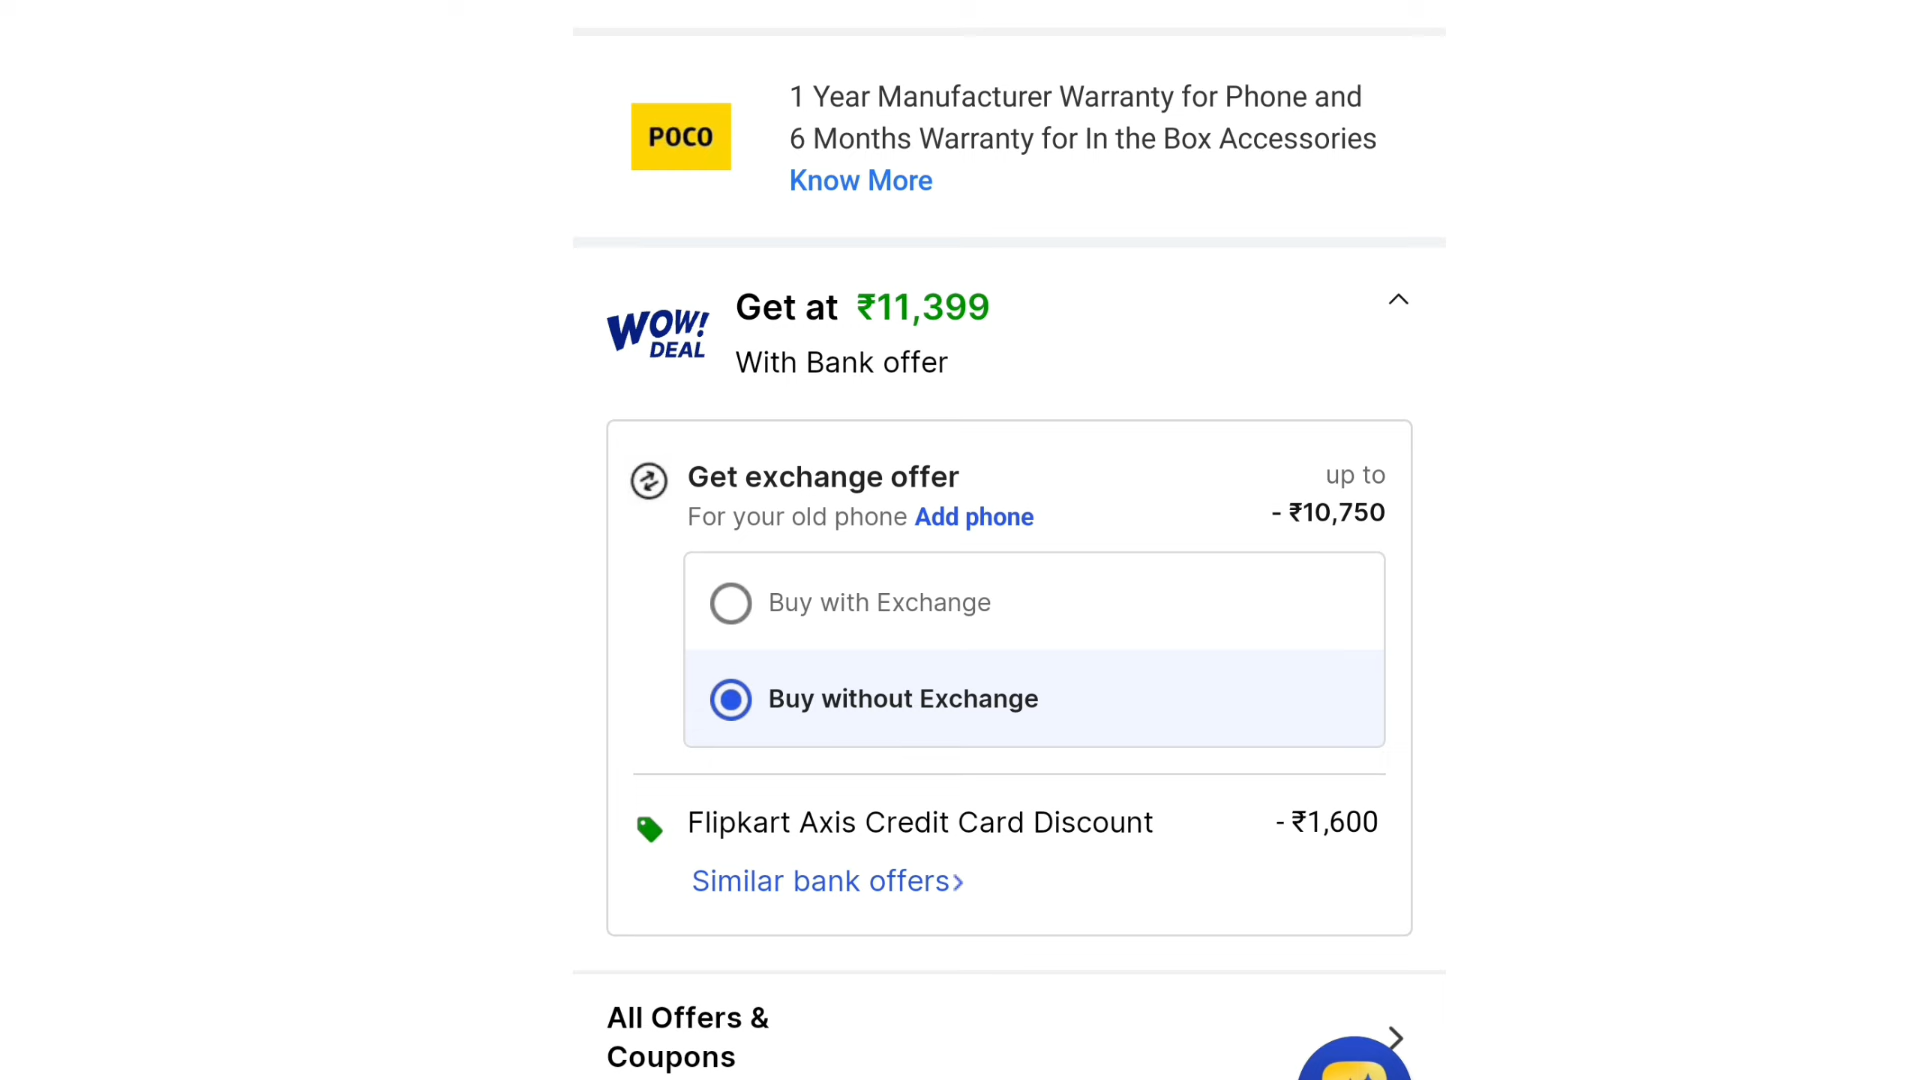 POCO
1 Year Manufacturer Warranty for Phone and
6 Months Warranty for In the Box Accessories
Know More
WOW!
DEAL
Get at ₹11,399
With Bank offer
Get exchange offer
up to
For your old phone Add phone
- ₹10,750
Buy with Exchange
Buy without Exchange
Flipkart Axis Credit Card Discount - ₹1,600
Similar bank offers>
All Offers &
Coupons